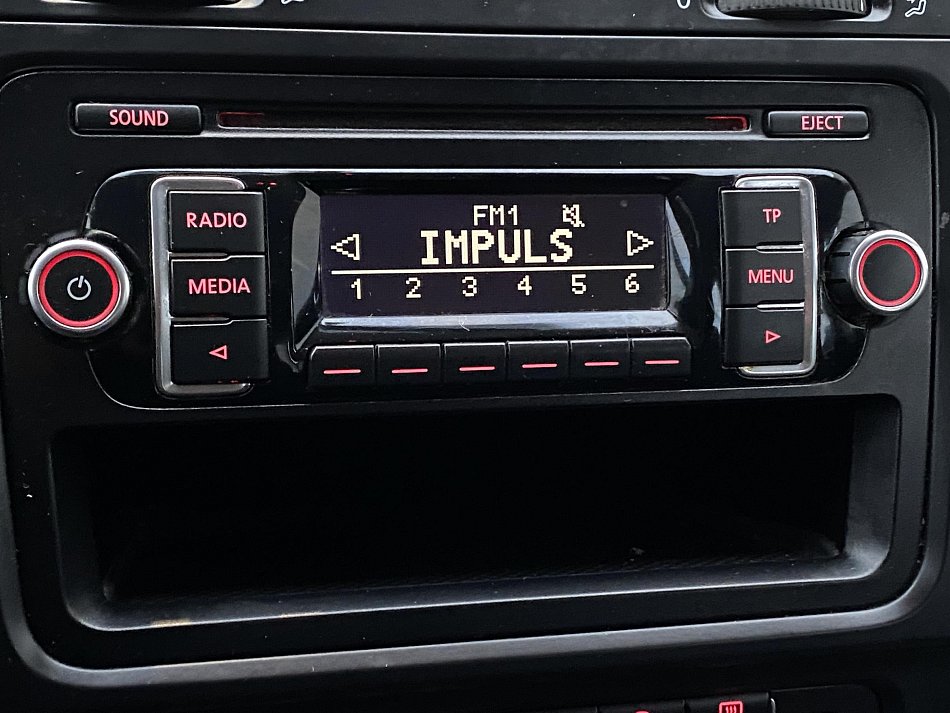 SOUND
EJECT
RADIO
MEDIA
FM1
IMPULS
1 2 3 4 5 6
TP
MENU